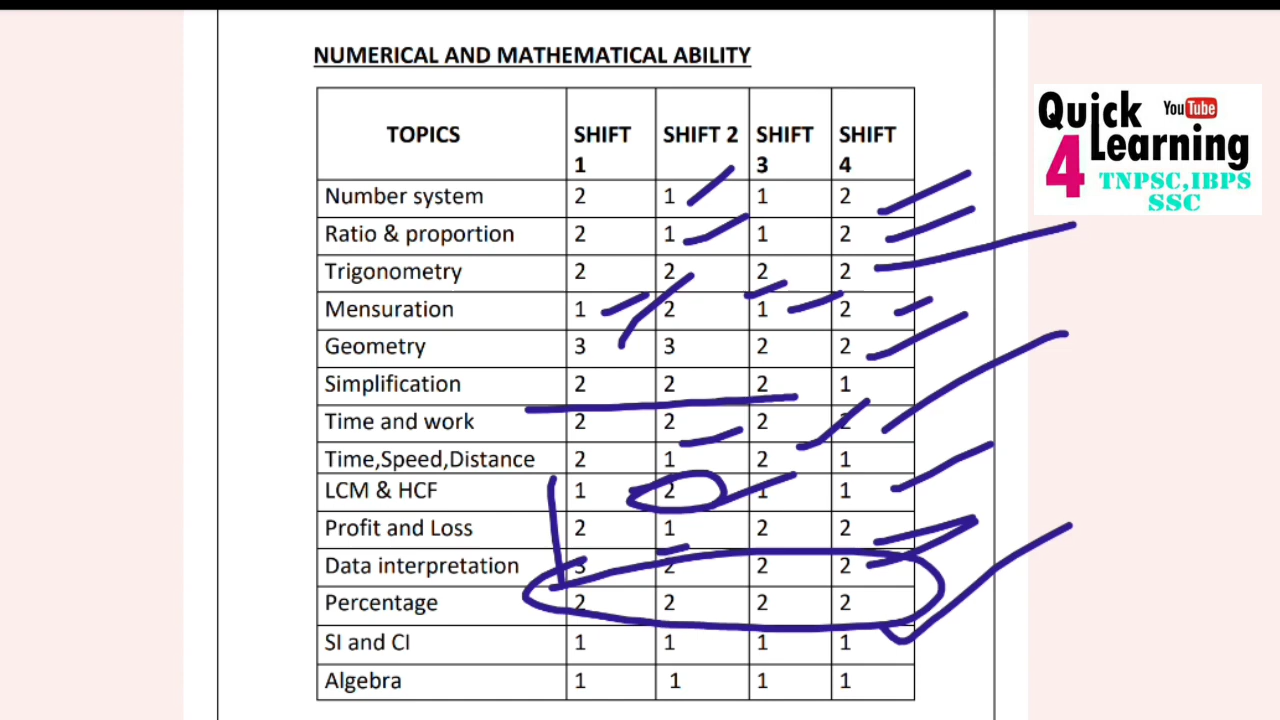 NUMERICAL AND MATHEMATICAL ABILITY
TOPICS SHIFT 1 SHIFT 2 SHIFT 3 SHIFT 4
Number system 2 1 1 2
Ratio & proportion 2 1 1 2
Trigonometry 2 2 2 2
Mensuration 1 2 1 2
Geometry 3 3 2 2
Simplification 2 2 2 1
Time and work 2 2 2 2
Time,Speed,Distance 2 1 2 1
LCM & HCF 1 2 1 1
Profit and Loss 2 1 2 2
Data interpretation 3 2 2 2
Percentage 2 2 2 2
SI and CI 1 1 1 1
Algebra 1 1 1 1
Quick YouTube
4 Learning
TNPSC,IBPS
SSC